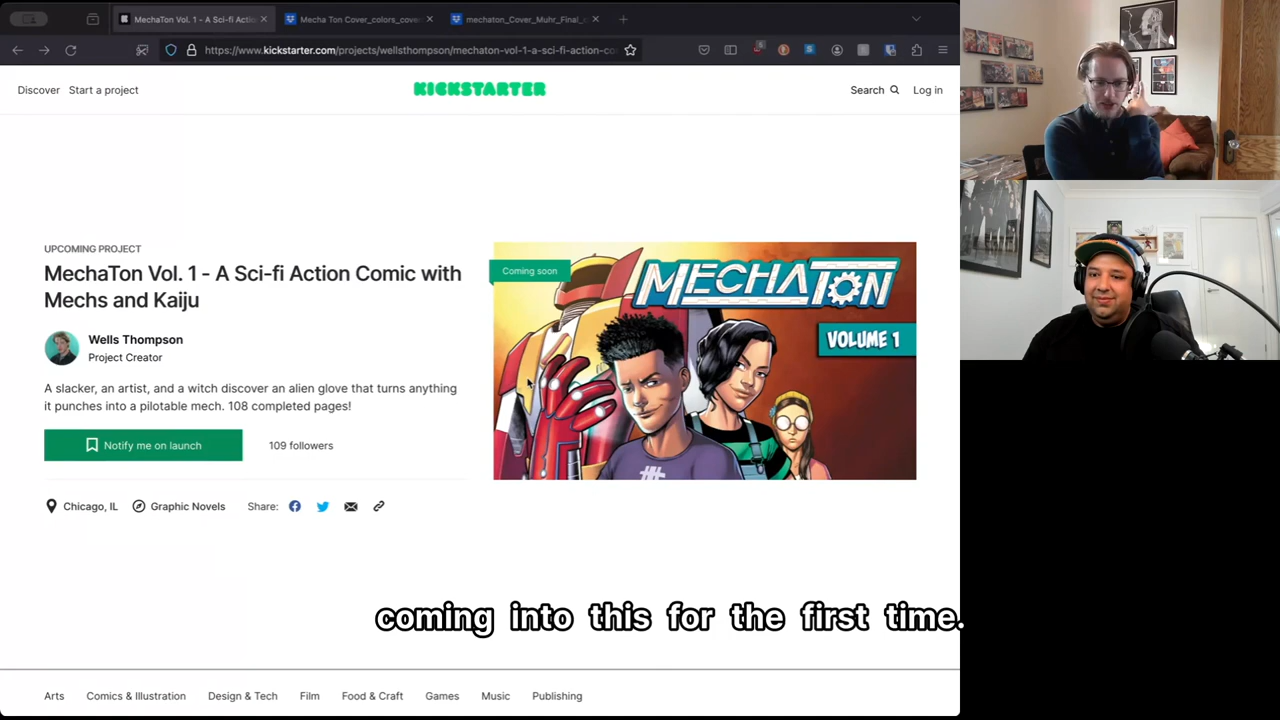 MechaTon Vol. 1 - A Sci-fi Actio
Mecha Ton Cover_colors_cove
mechaton_Cover_Muhr_Final_
https://www.kickstarter.com/projects/wellsthompson/mechaton-vol-1-a-sci-fi-action-co
Discover
Start a project
KICKSTARTER
Search
Log in
UPCOMING PROJECT
MechaTon Vol. 1 - A Sci-fi Action Comic with
Mechs and Kaiju
Wells Thompson
Project Creator
A slacker, an artist, and a witch discover an alien glove that turns anything
it punches into a pilotable mech. 108 completed pages!
Notify me on launch
109 followers
Chicago, IL
Graphic Novels
Share:
Coming soon
MECHATON
VOLUME 1
coming into this for the first time.
Arts
Comics & Illustration
Design & Tech
Film
Food & Craft
Games
Music
Publishing